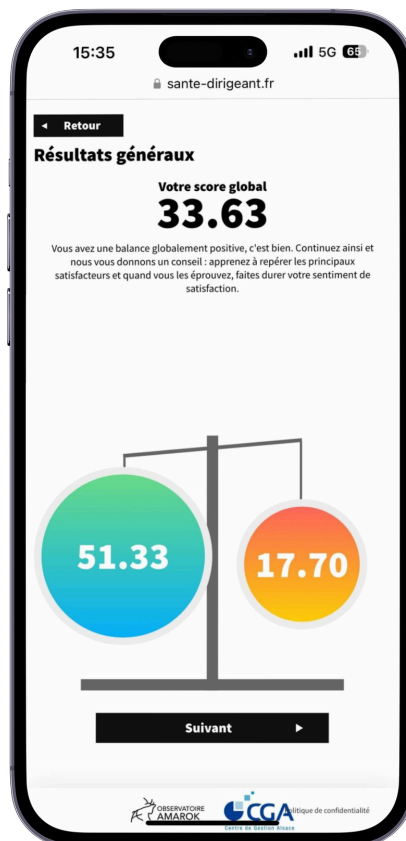 15:35
5G 65
sante-dirigeant.fr
Retour
Résultats généraux
Votre score global
33.63
Vous avez une balance globalement positive, c'est bien. Continuez ainsi et
nous vous donnons un conseil : apprenez à repérer les principaux
satisfacteurs et quand vous les éprouvez, faites durer votre sentiment de
satisfaction.
51.33
17.70
Suivant
OBSERVATOIRE
AMAROK
CGA
Centre de Gestion Alsace
olitique de confidentialité